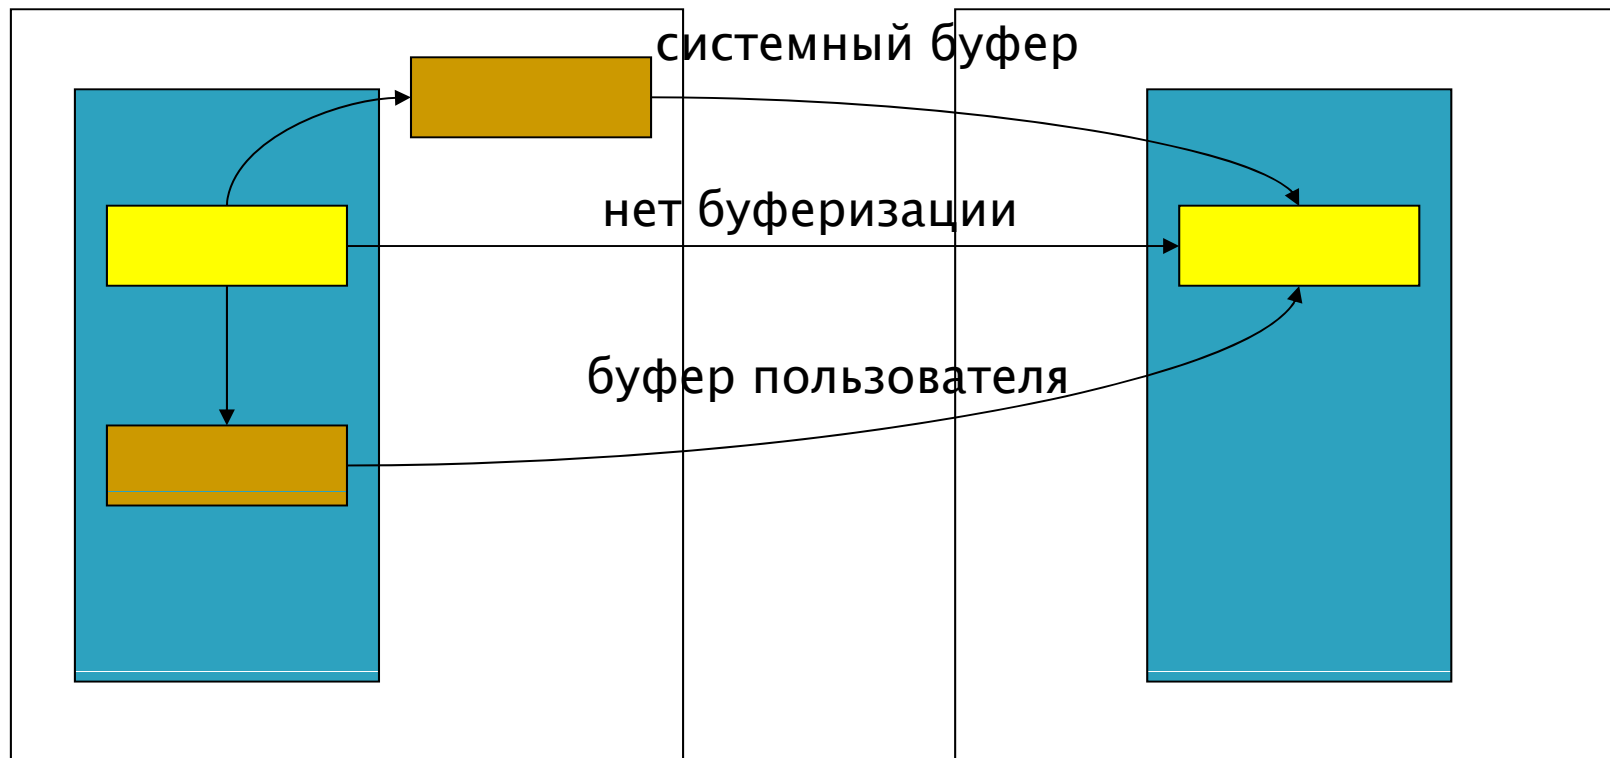 системный буфер
нет буферизации
буфер пользователя